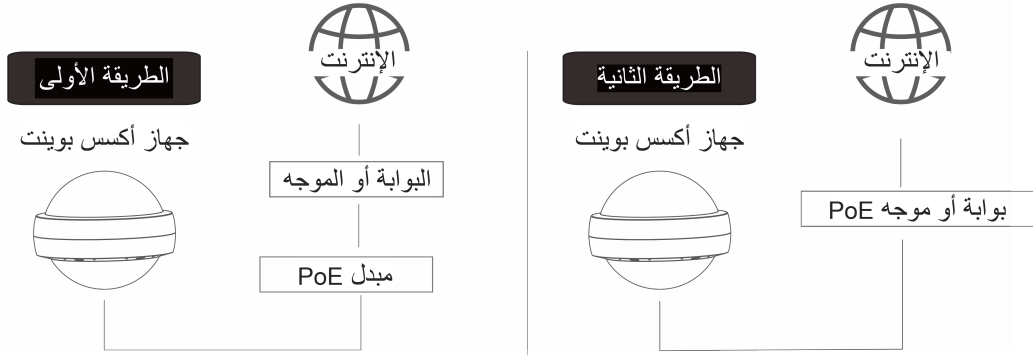 الطريقة الأولى
الإنترنت
جهاز أكسس بوينت
البوابة أو الموجه
مبدل PoE
الطريقة الثانية
الإنترنت
جهاز أكسس بوينت
بوابة أو موجه PoE